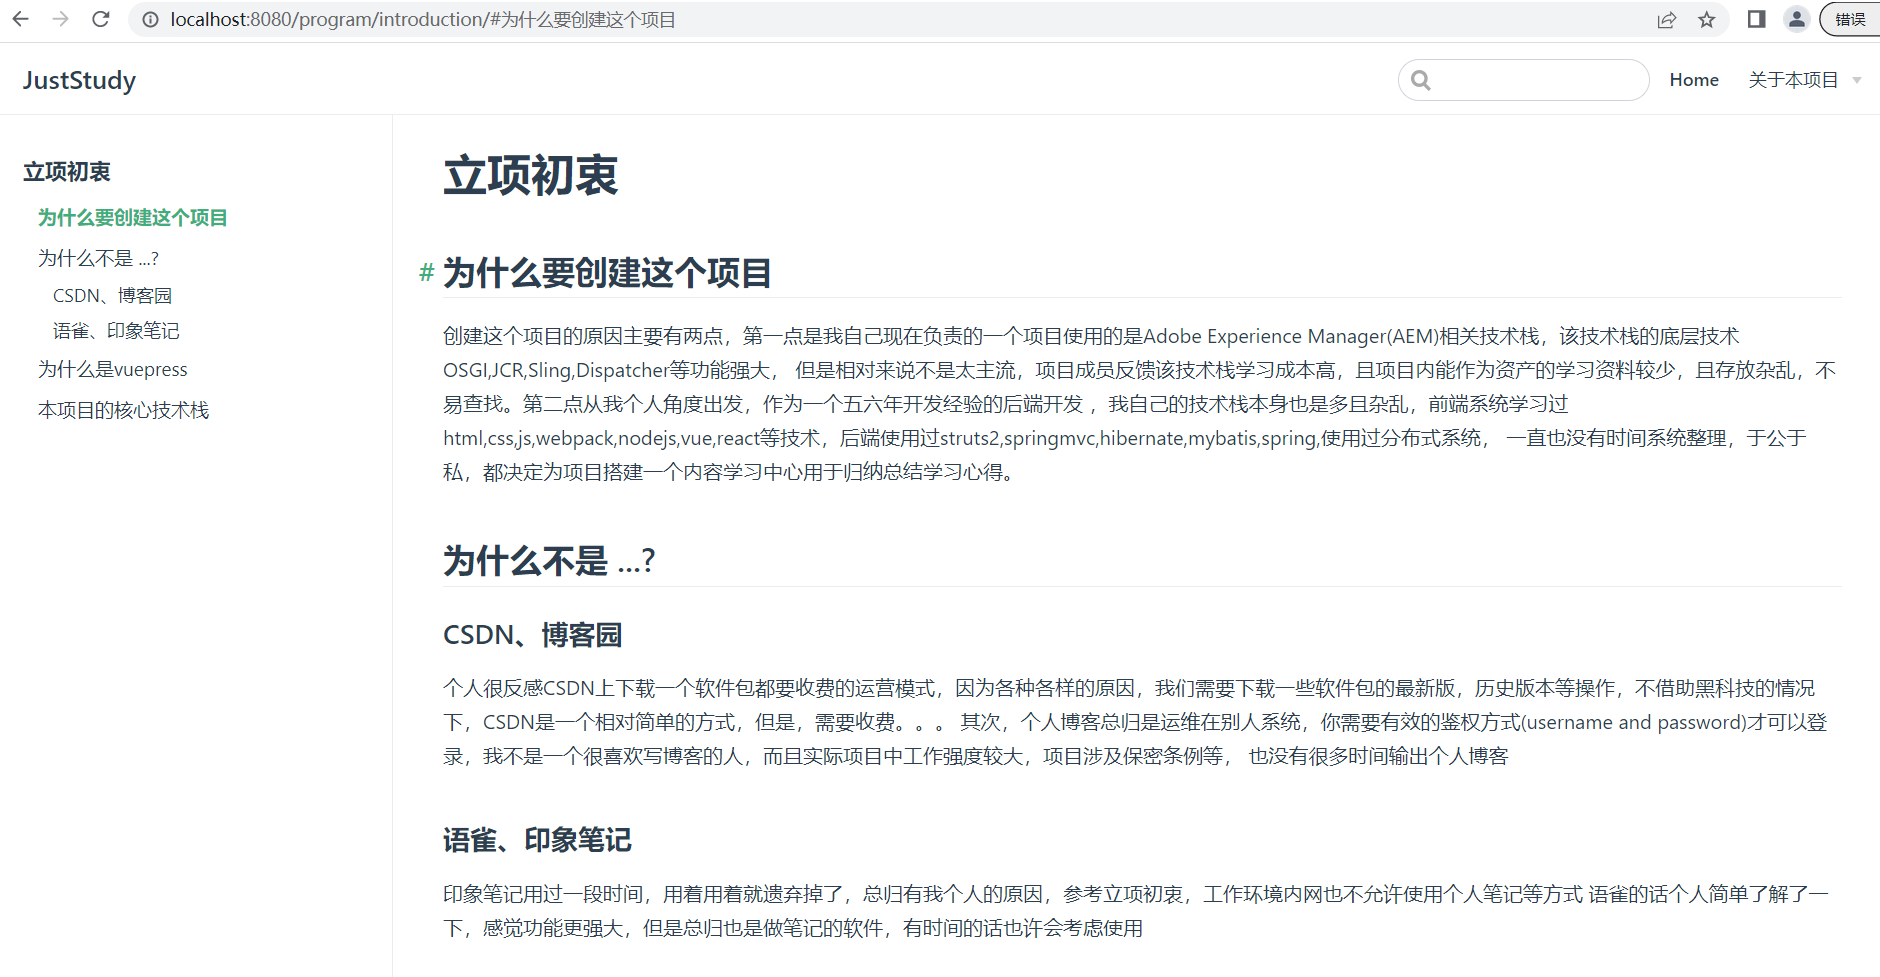 localhost:8080/program/introduction/#为什么要创建这个项目
错误
JustStudy
Home
关于本项目
立项初衷
为什么要创建这个项目
为什么不是 ...?
CSDN、博客园
语雀、印象笔记
为什么是vuepress
本项目的核心技术栈
立项初衷
# 为什么要创建这个项目
创建这个项目的原因主要有两点，第一点是我自己现在负责的一个项目使用的是Adobe Experience Manager(AEM)相关技术栈，该技术栈的底层技术
OSGI,JCR,Sling,Dispatcher等功能强大， 但是相对来说不是太主流，项目成员反馈该技术栈学习成本高，且项目内能作为资产的学习资料较少，且存放杂乱，不
易查找。第二点从我个人角度出发，作为一个五六年开发经验的后端开发 ，我自己的技术栈本身也是多且杂乱，前端系统学习过
html,css,js,webpack,nodejs,vue,react等技术，后端使用过struts2,springmvc,hibernate,mybatis,spring,使用过分布式系统， 一直也没有时间系统整理，于公于
私，都决定为项目搭建一个内容学习中心用于归纳总结学习心得。
为什么不是 ...?
CSDN、博客园
个人很反感CSDN上下载一个软件包都要收费的运营模式，因为各种各样的原因，我们需要下载一些软件包的最新版，历史版本等操作，不借助黑科技的情况
下，CSDN是一个相对简单的方式，但是，需要收费。。。 其次，个人博客总归是运维在别人系统，你需要有效的鉴权方式(username and password)才可以登
录，我不是一个很喜欢写博客的人，而且实际项目中工作强度较大，项目涉及保密条例等， 也没有很多时间输出个人博客
语雀、印象笔记
印象笔记用过一段时间，用着用着就遗弃掉了，总归有我个人的原因，参考立项初衷，工作环境内网也不允许使用个人笔记等方式 语雀的话个人简单了解了一
下，感觉功能更强大，但是总归也是做笔记的软件，有时间的话也许会考虑使用